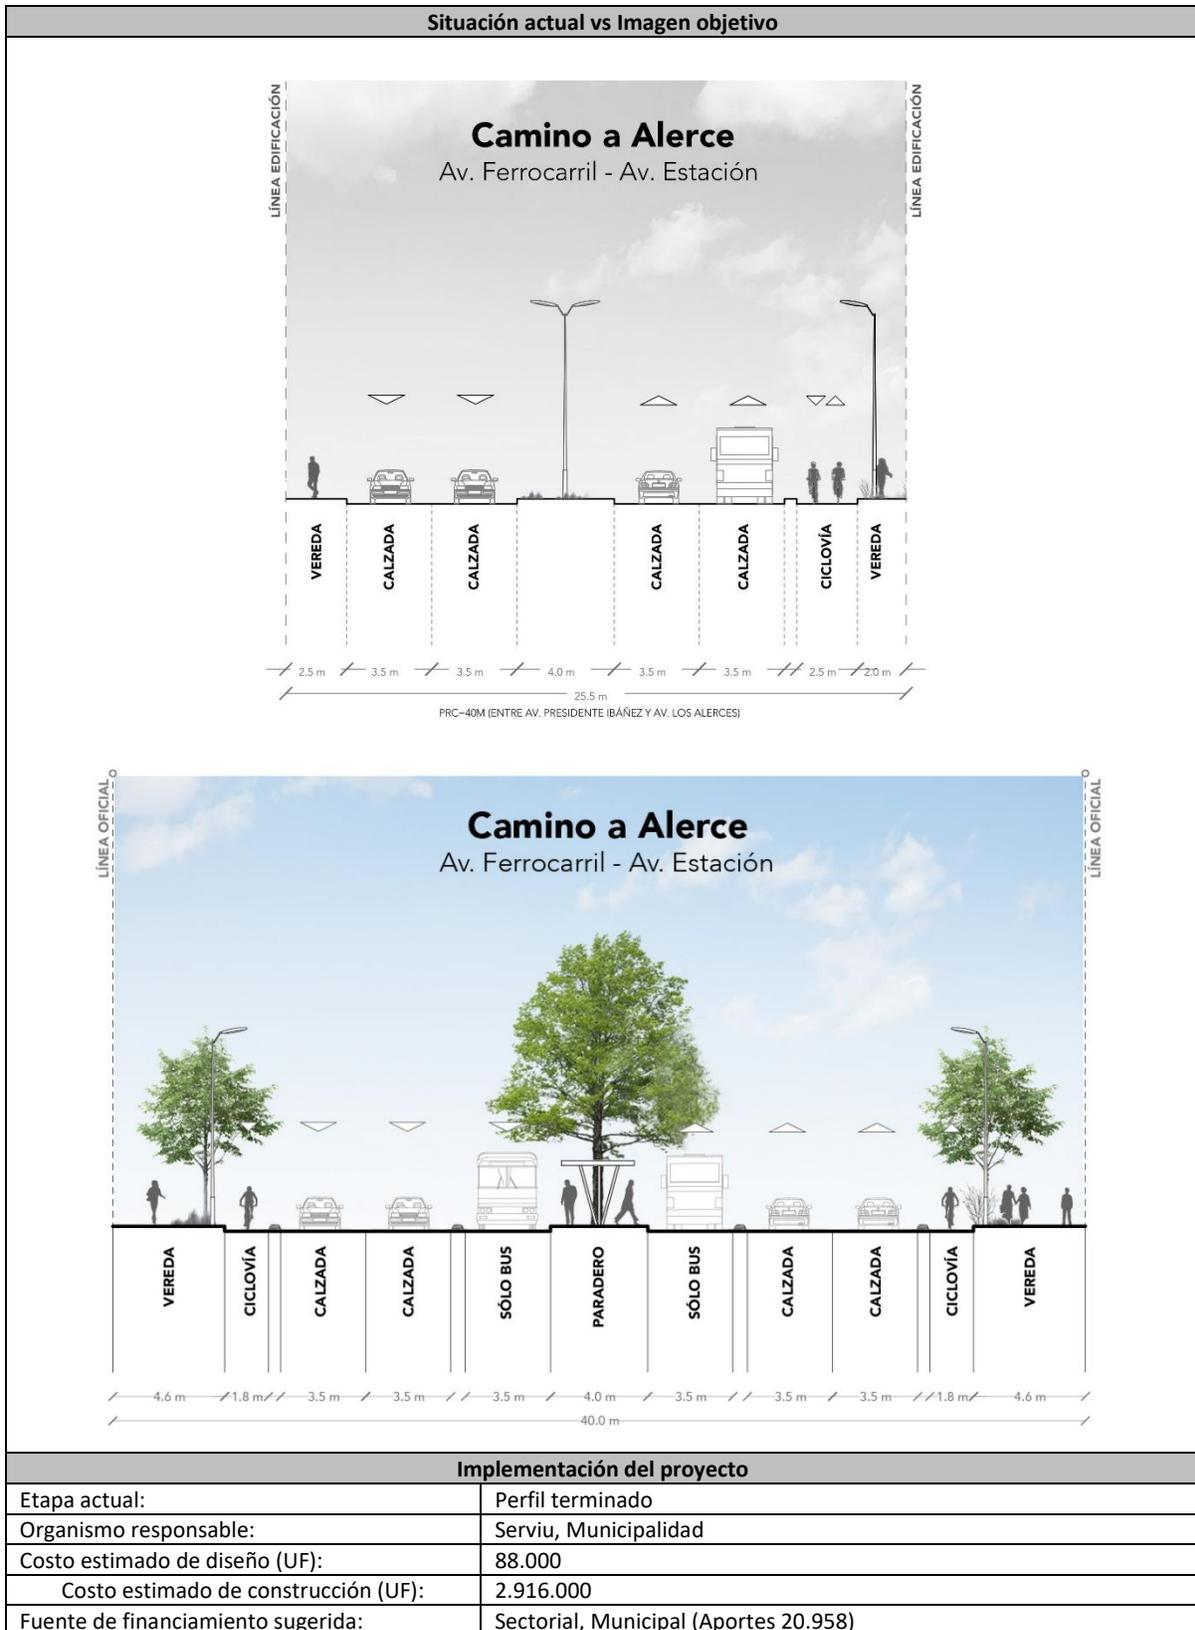 Situación actual vs Imagen objetivo
LÍNEA EDIFICACIÓN
LÍNEA EDIFICACIÓN
Camino a Alerce
Av. Ferrocarril - Av. Estación
VEREDA
CALZADA
CALZADA
CALZADA
CALZADA
CICLOVÍA
VEREDA
2.5 m 3.5 m 3.5 m 4.0 m 3.5 m 3.5 m 2.5 m 2.0 m
25.5 m
PRC–40M (ENTRE AV. PRESIDENTE IBÁÑEZ Y AV. LOS ALERCES)
LÍNEA OFICIAL
LÍNEA OFICIAL
Camino a Alerce
Av. Ferrocarril - Av. Estación
VEREDA
CICLOVÍA
CALZADA
CALZADA
SÓLO BUS
PARADERO
SÓLO BUS
CALZADA
CALZADA
CICLOVÍA
VEREDA
4.6 m 1.8 m 3.5 m 3.5 m 3.5 m 4.0 m 3.5 m 3.5 m 3.5 m 1.8 m 4.6 m
40.0 m
Implementación del proyecto
Etapa actual: Perfil terminado
Organismo responsable: Serviu, Municipalidad
Costo estimado de diseño (UF): 88.000
Costo estimado de construcción (UF): 2.916.000
Fuente de financiamiento sugerida: Sectorial, Municipal (Aportes 20.958)